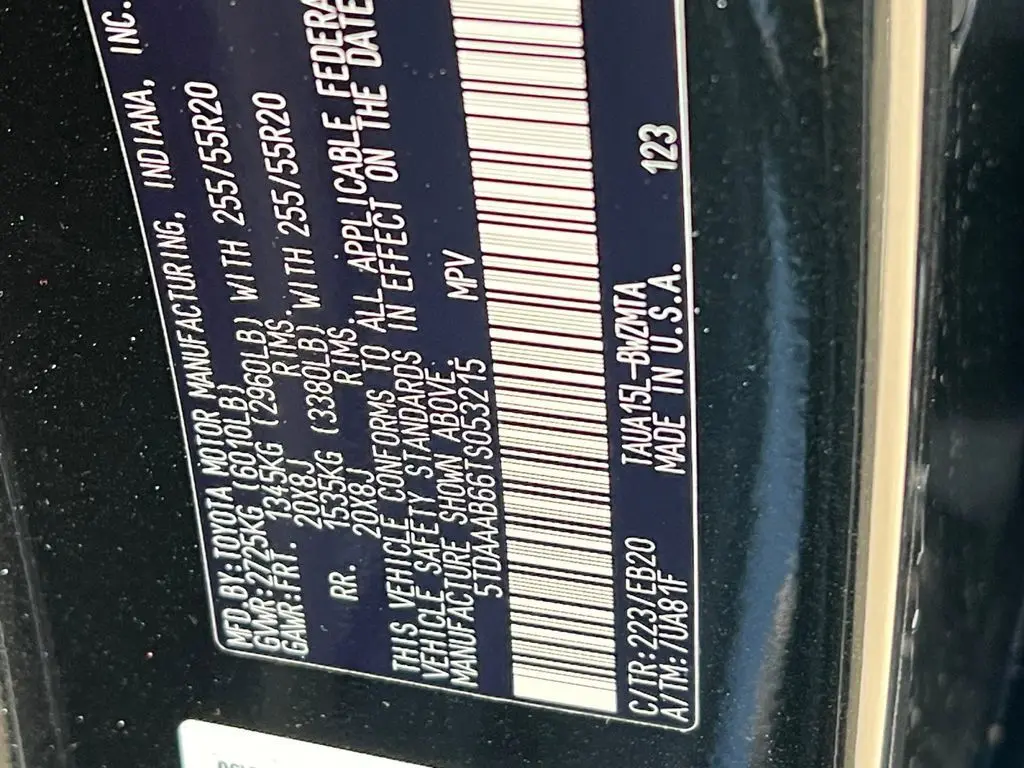 MFD.BY:TOYOTA MOTOR MANUFACTURING, INDIANA, INC.
GVWR:2725KG (6010LB)
GAWR:FRT. 1345KG (2960LB) WITH 255/55R20
20X8J RIMS.
RR. 1535KG (3380LB) WITH 255/55R20
20X8J RIMS.
THIS VEHICLE CONFORMS TO ALL APPLICABLE FEDERA
VEHICLE SAFETY STANDARDS IN EFFECT ON THE DATE
MANUFACTURE SHOWN ABOVE.
5TDAAAB66TS053215 MPV
C/TR:223/EB20 TAUA15L-BWZMTA 123
A/TM:/UA81F MADE IN U.S.A.